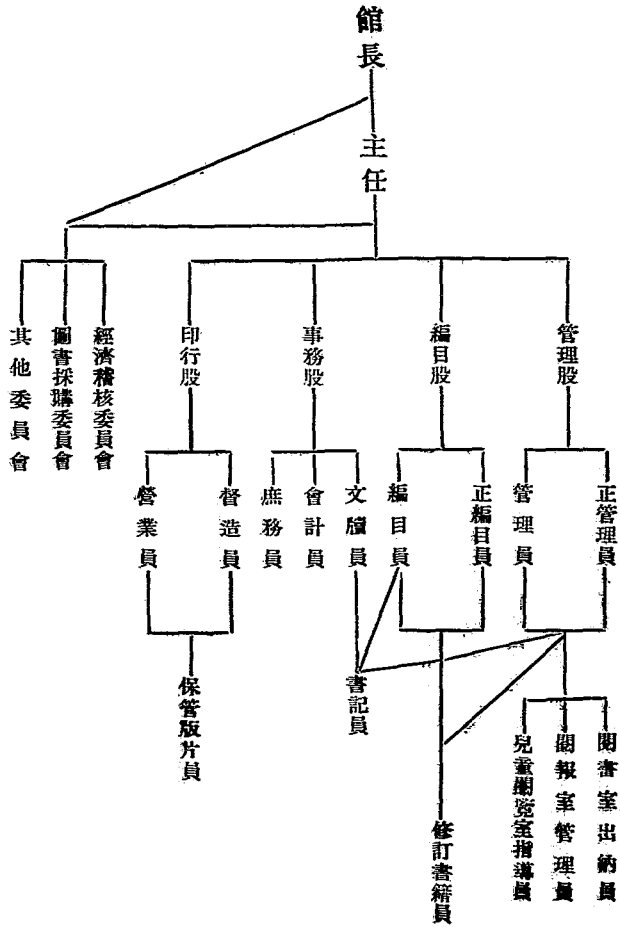 館長
主任
管理股
編目股
事務股
印行股
經濟稽核委員會
圖書採購委員會
其他委員會
正管理員
管理員
正編目員
編目員
文牘員
會計員
庶務員
督造員
營業員
閱書室出納員
閱報室管理員
兒童閱覽室指導員
書記員
保管版片員
修訂書籍員